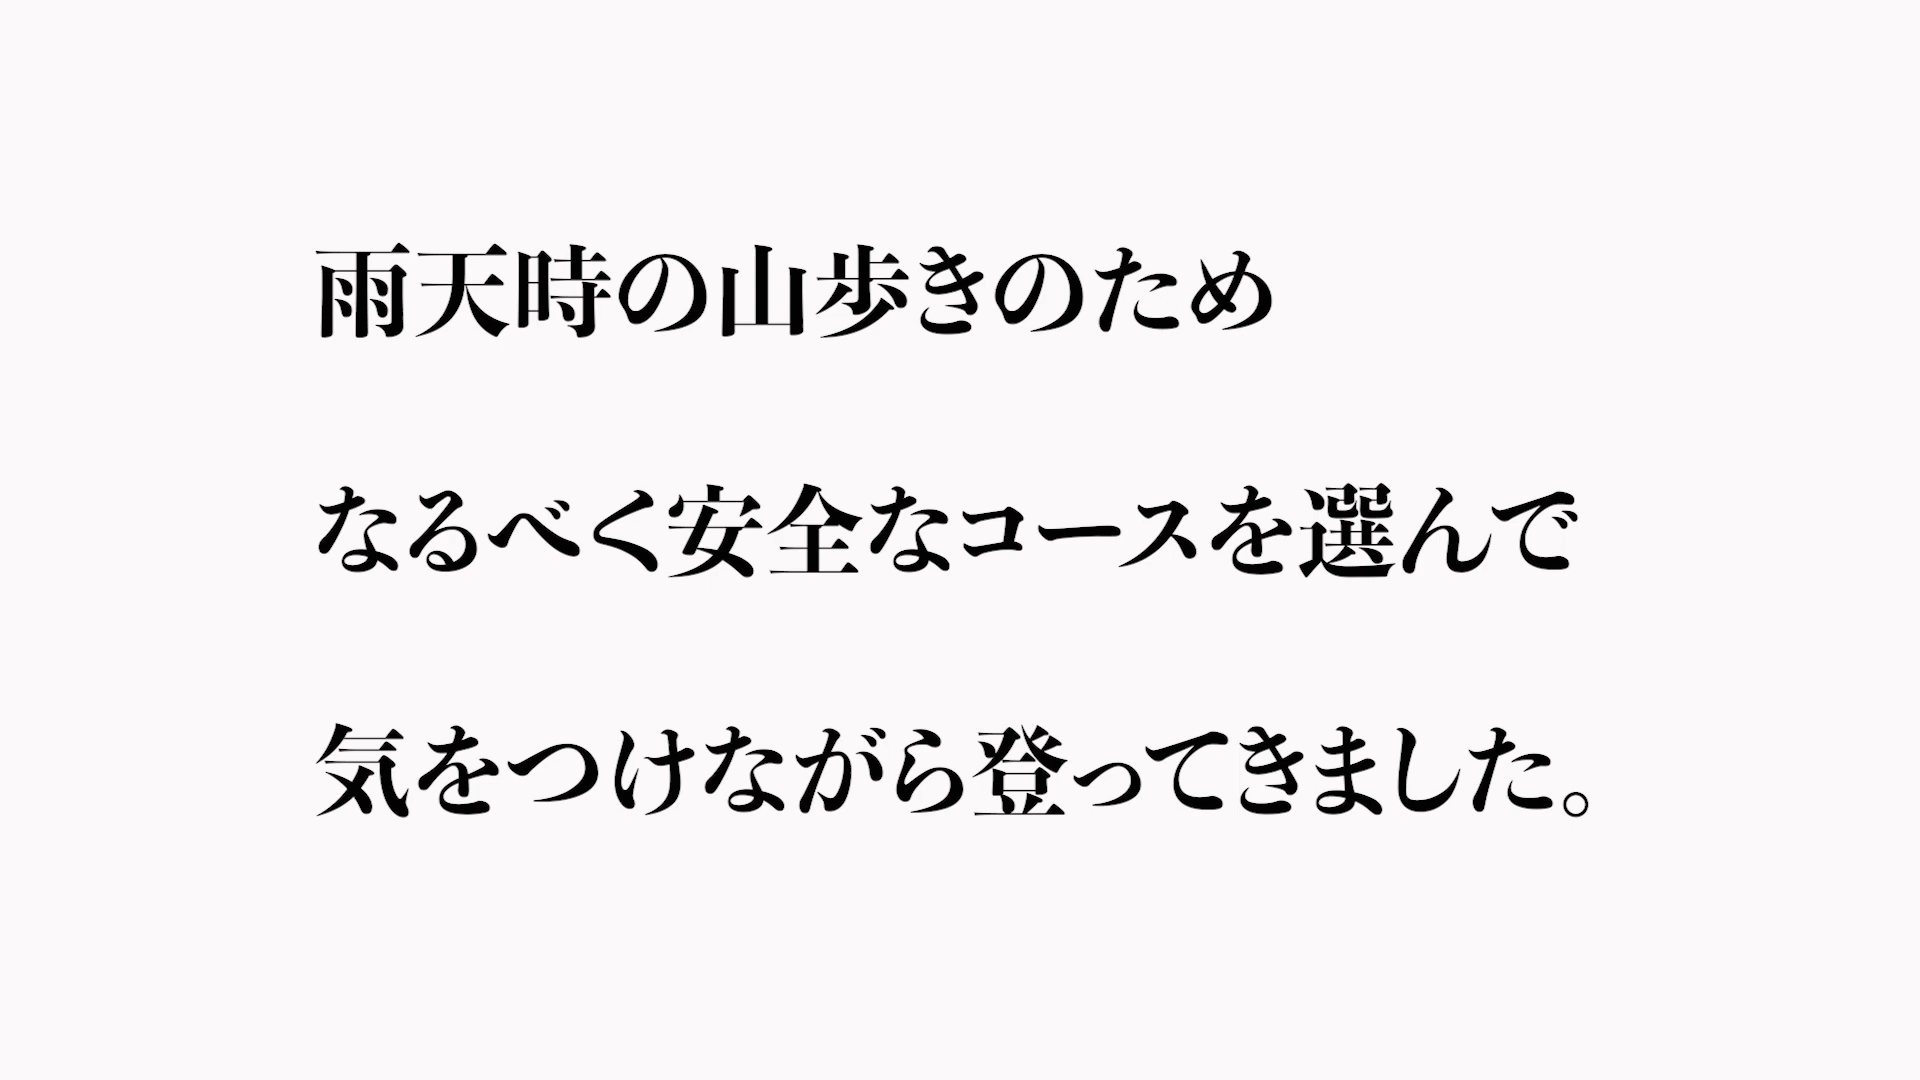 雨天時の山歩きのため
なるべく安全なコースを選んで
気をつけながら登ってきました。